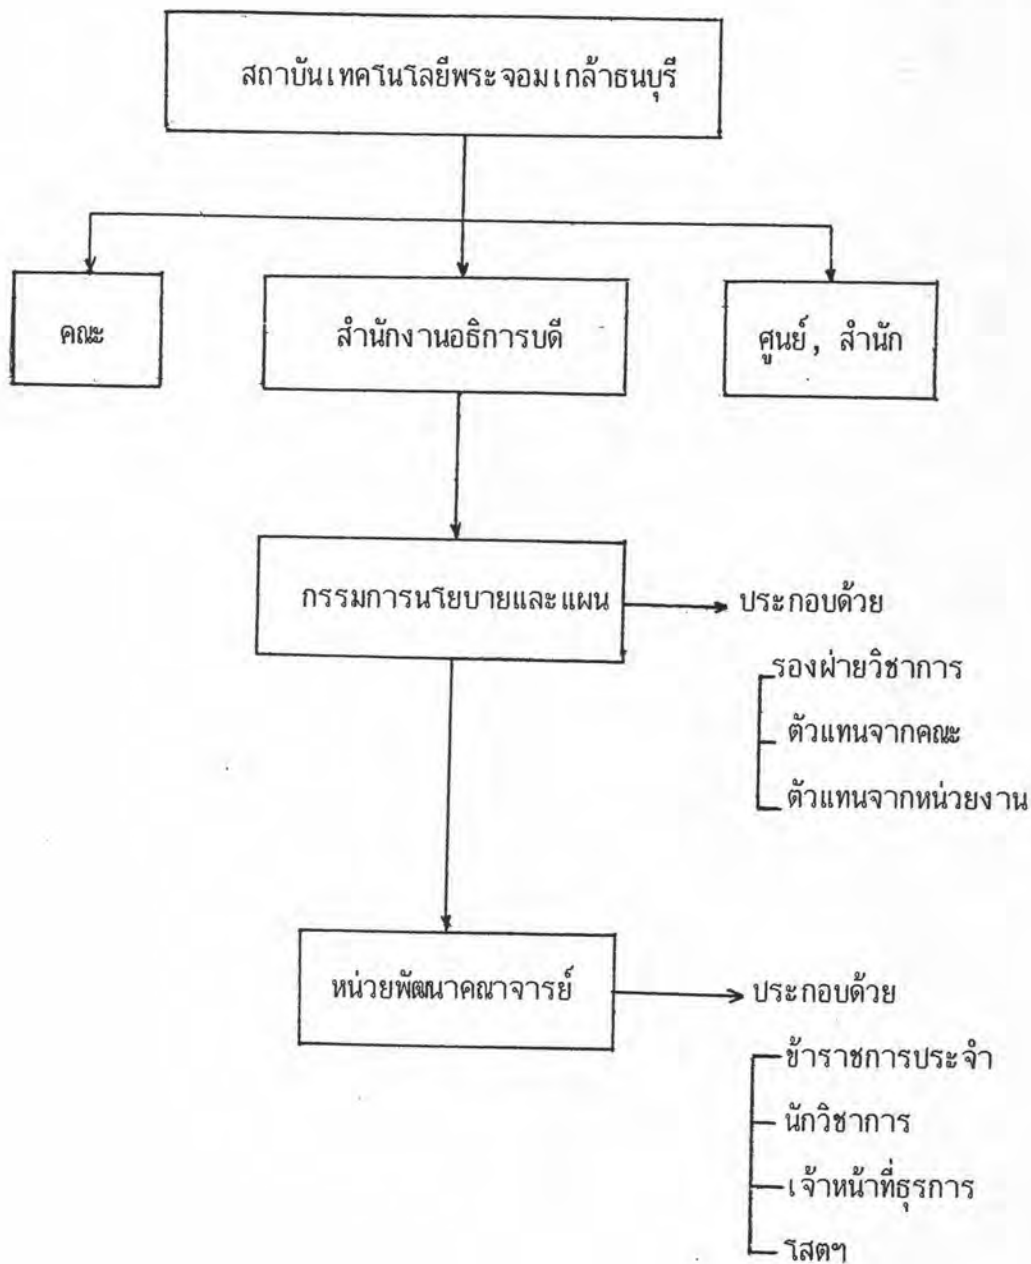 สถาบันเทคโนโลยีพระจอมเกล้าธนบุรี
คณะ
สำนักงานอธิการบดี
ศูนย์, สำนัก
กรรมการนโยบายและแผน
ประกอบด้วย
รองฝ่ายวิชาการ
ตัวแทนจากคณะ
ตัวแทนจากหน่วยงาน
หน่วยพัฒนาคณาจารย์
ประกอบด้วย
ข้าราชการประจำ
นักวิชาการ
เจ้าหน้าที่ธุรการ
โสตฯ